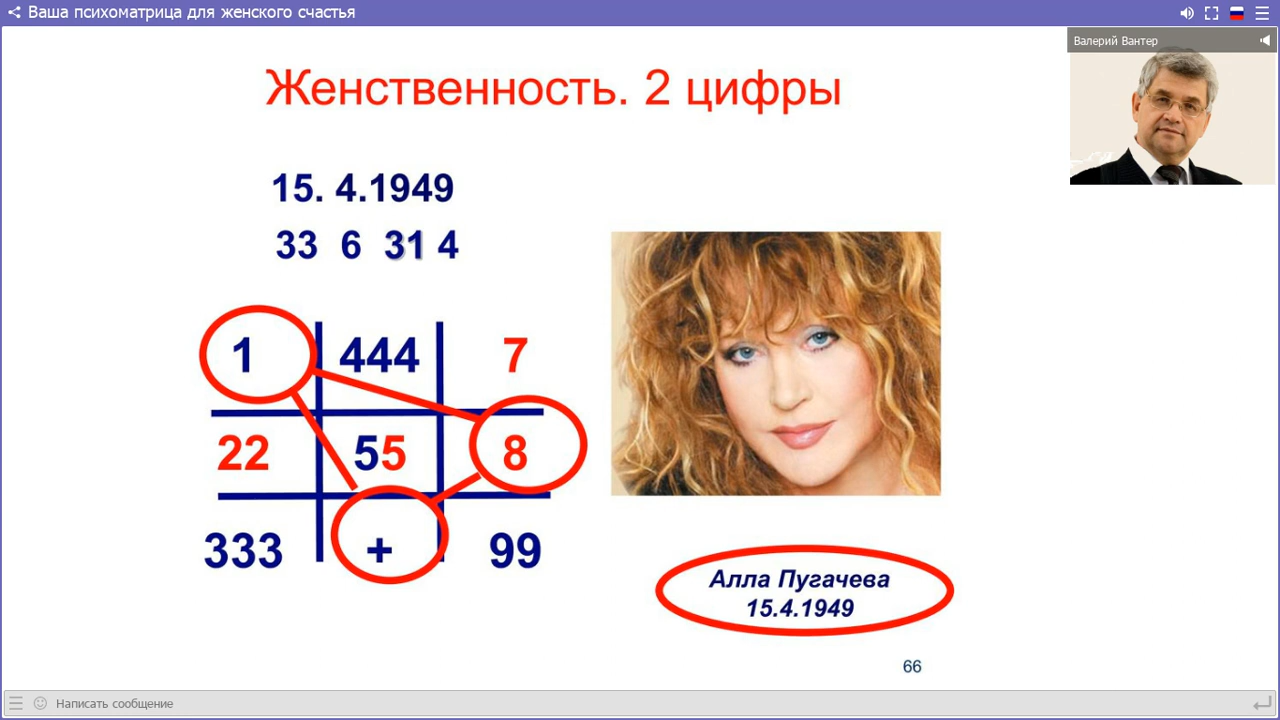 Ваша психоматрица для женского счастья
Валерий Вантер
Женственность. 2 цифры
15. 4.1949
33 6 31 4
1 444 7
22 55 8
333 + 99
Алла Пугачева
15.4.1949
66
Написать сообщение